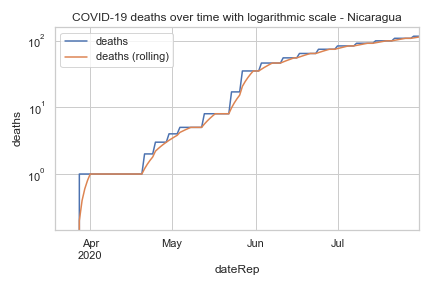 COVID-19 deaths over time with logarithmic scale - Nicaragua
deaths
deaths (rolling)
10²
10¹
10⁰
deaths
Apr
2020
May
Jun
Jul
dateRep